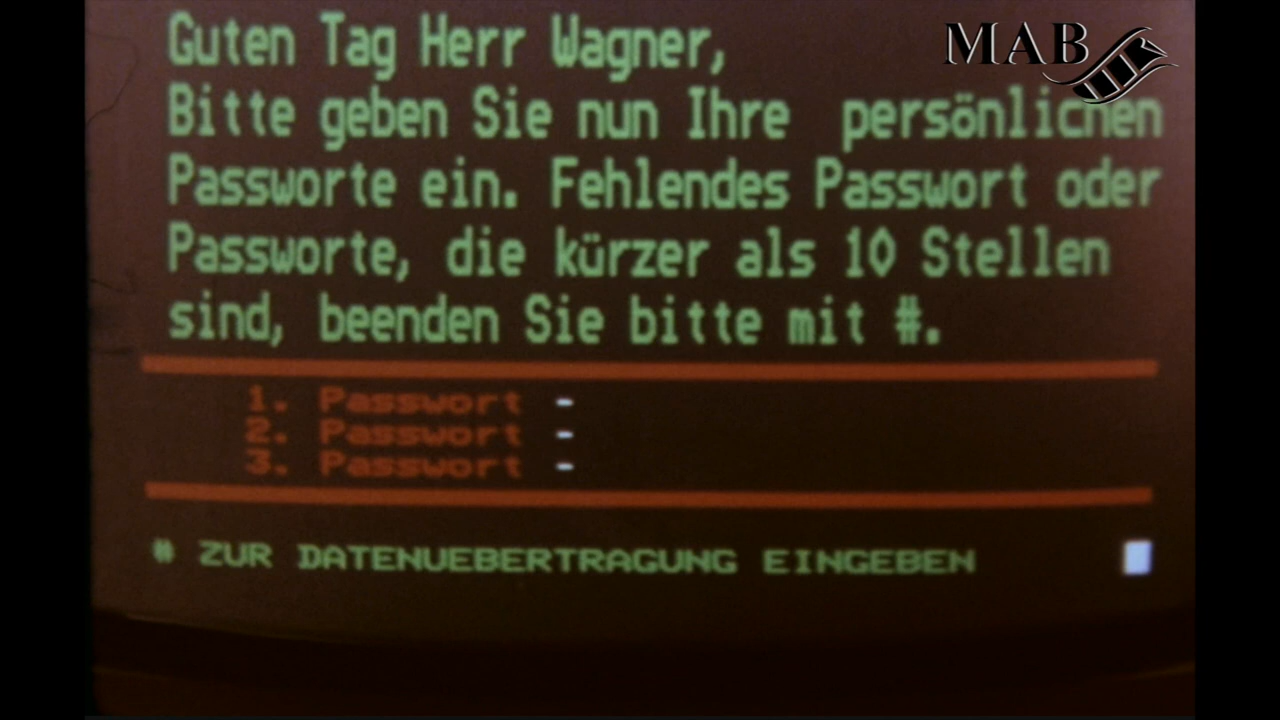 MAB
Guten Tag Herr Wagner,
Bitte geben Sie nun Ihre persönlichen
Passworte ein. Fehlendes Passwort oder
Passworte, die kürzer als 10 Stellen
sind, beenden Sie bitte mit #.
1. Passwort -
2. Passwort -
3. Passwort -
# ZUR DATENUEBERTRAGUNG EINGEBEN